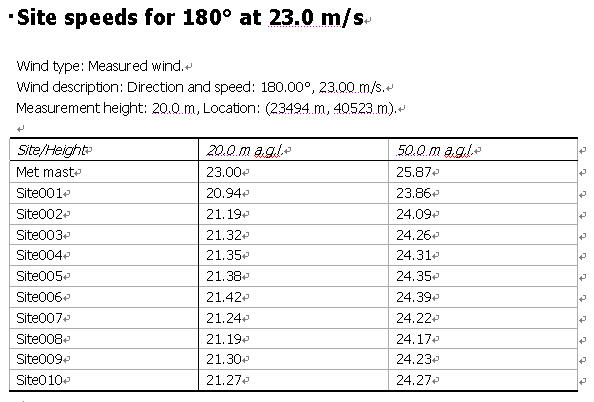 Site speeds for 180° at 23.0 m/s
Wind type: Measured wind.
Wind description: Direction and speed: 180.00°, 23.00 m/s.
Measurement height: 20.0 m, Location: (23494 m, 40523 m).
Site/Height 20.0 m a.g.l. 50.0 m a.g.l.
Met mast 23.00 25.87
Site001 20.94 23.86
Site002 21.19 24.09
Site003 21.32 24.26
Site004 21.35 24.31
Site005 21.38 24.35
Site006 21.42 24.39
Site007 21.24 24.22
Site008 21.19 24.17
Site009 21.30 24.23
Site010 21.27 24.27